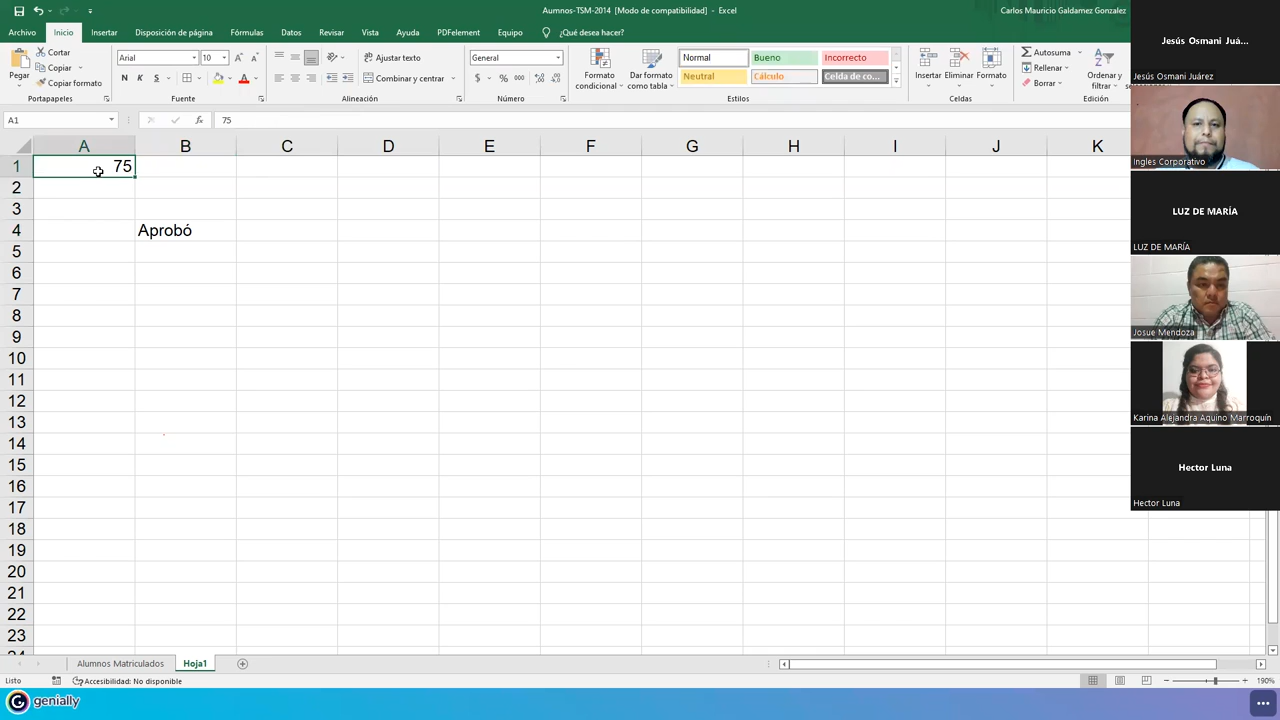 Aumnos-TSM-2014 [Modo de compatibilidad] - Excel
Carlos Mauricio Galdamez Gonzalez
Archivo Inicio Insertar Disposición de página Fórmulas Datos Revisar Vista Ayuda PDFelement Equipo ¿Qué desea hacer?
Pegar
Cortar
Copiar
Copiar formato
Portapapeles
Arial 10
N K S
Fuente
Ajustar texto
Combinar y centrar
Alineación
General
$ % 000
Número
Formato condicional
Dar formato como tabla
Normal Bueno Incorrecto
Neutral Cálculo Celda de co...
Estilos
Insertar Eliminar Formato
Celdas
Autosuma
Rellenar
Borrar
Ordenar y filtrar
Edición
A1 fx 75
A B C D E F G H I J K
1 75
2
3
4 Aprobó
5
6
7
8
9
10
11
12
13
14
15
16
17
18
19
20
21
22
23
24
Alumnos Matriculados Hoja1
Listo Accesibilidad: No disponible 190%
genially
Jesús Osmani Juá...
Jesús Osmani Juárez
Ingles Corporativo
LUZ DE MARÍA
LUZ DE MARÍA
Josue Mendoza
Karina Alejandra Aquino Marroquín
Hector Luna
Hector Luna